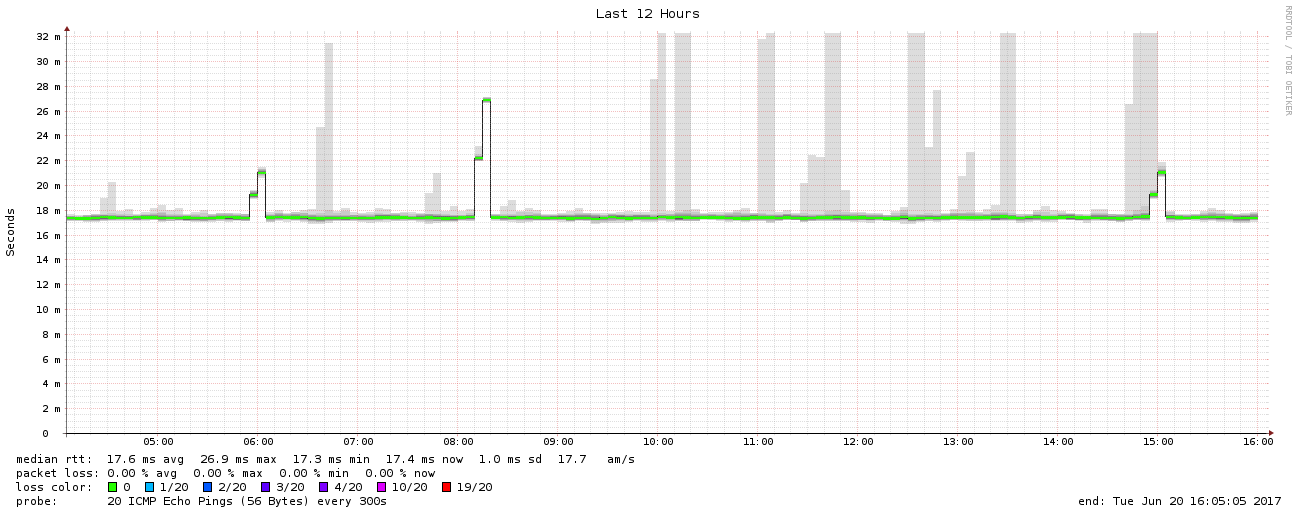 Last 12 Hours
RRDTOOL / TOBI OETIKER
Seconds
32 m
30 m
28 m
26 m
24 m
22 m
20 m
18 m
16 m
14 m
12 m
10 m
8 m
6 m
4 m
2 m
0
05:00 06:00 07:00 08:00 09:00 10:00 11:00 12:00 13:00 14:00 15:00 16:00
median rtt: 17.6 ms avg 26.9 ms max 17.3 ms min 17.4 ms now 1.0 ms sd 17.7 am/s
packet loss: 0.00 % avg 0.00 % max 0.00 % min 0.00 % now
loss color: 0 1/20 2/20 3/20 4/20 10/20 19/20
probe: 20 ICMP Echo Pings (56 Bytes) every 300s end: Tue Jun 20 16:05:05 2017